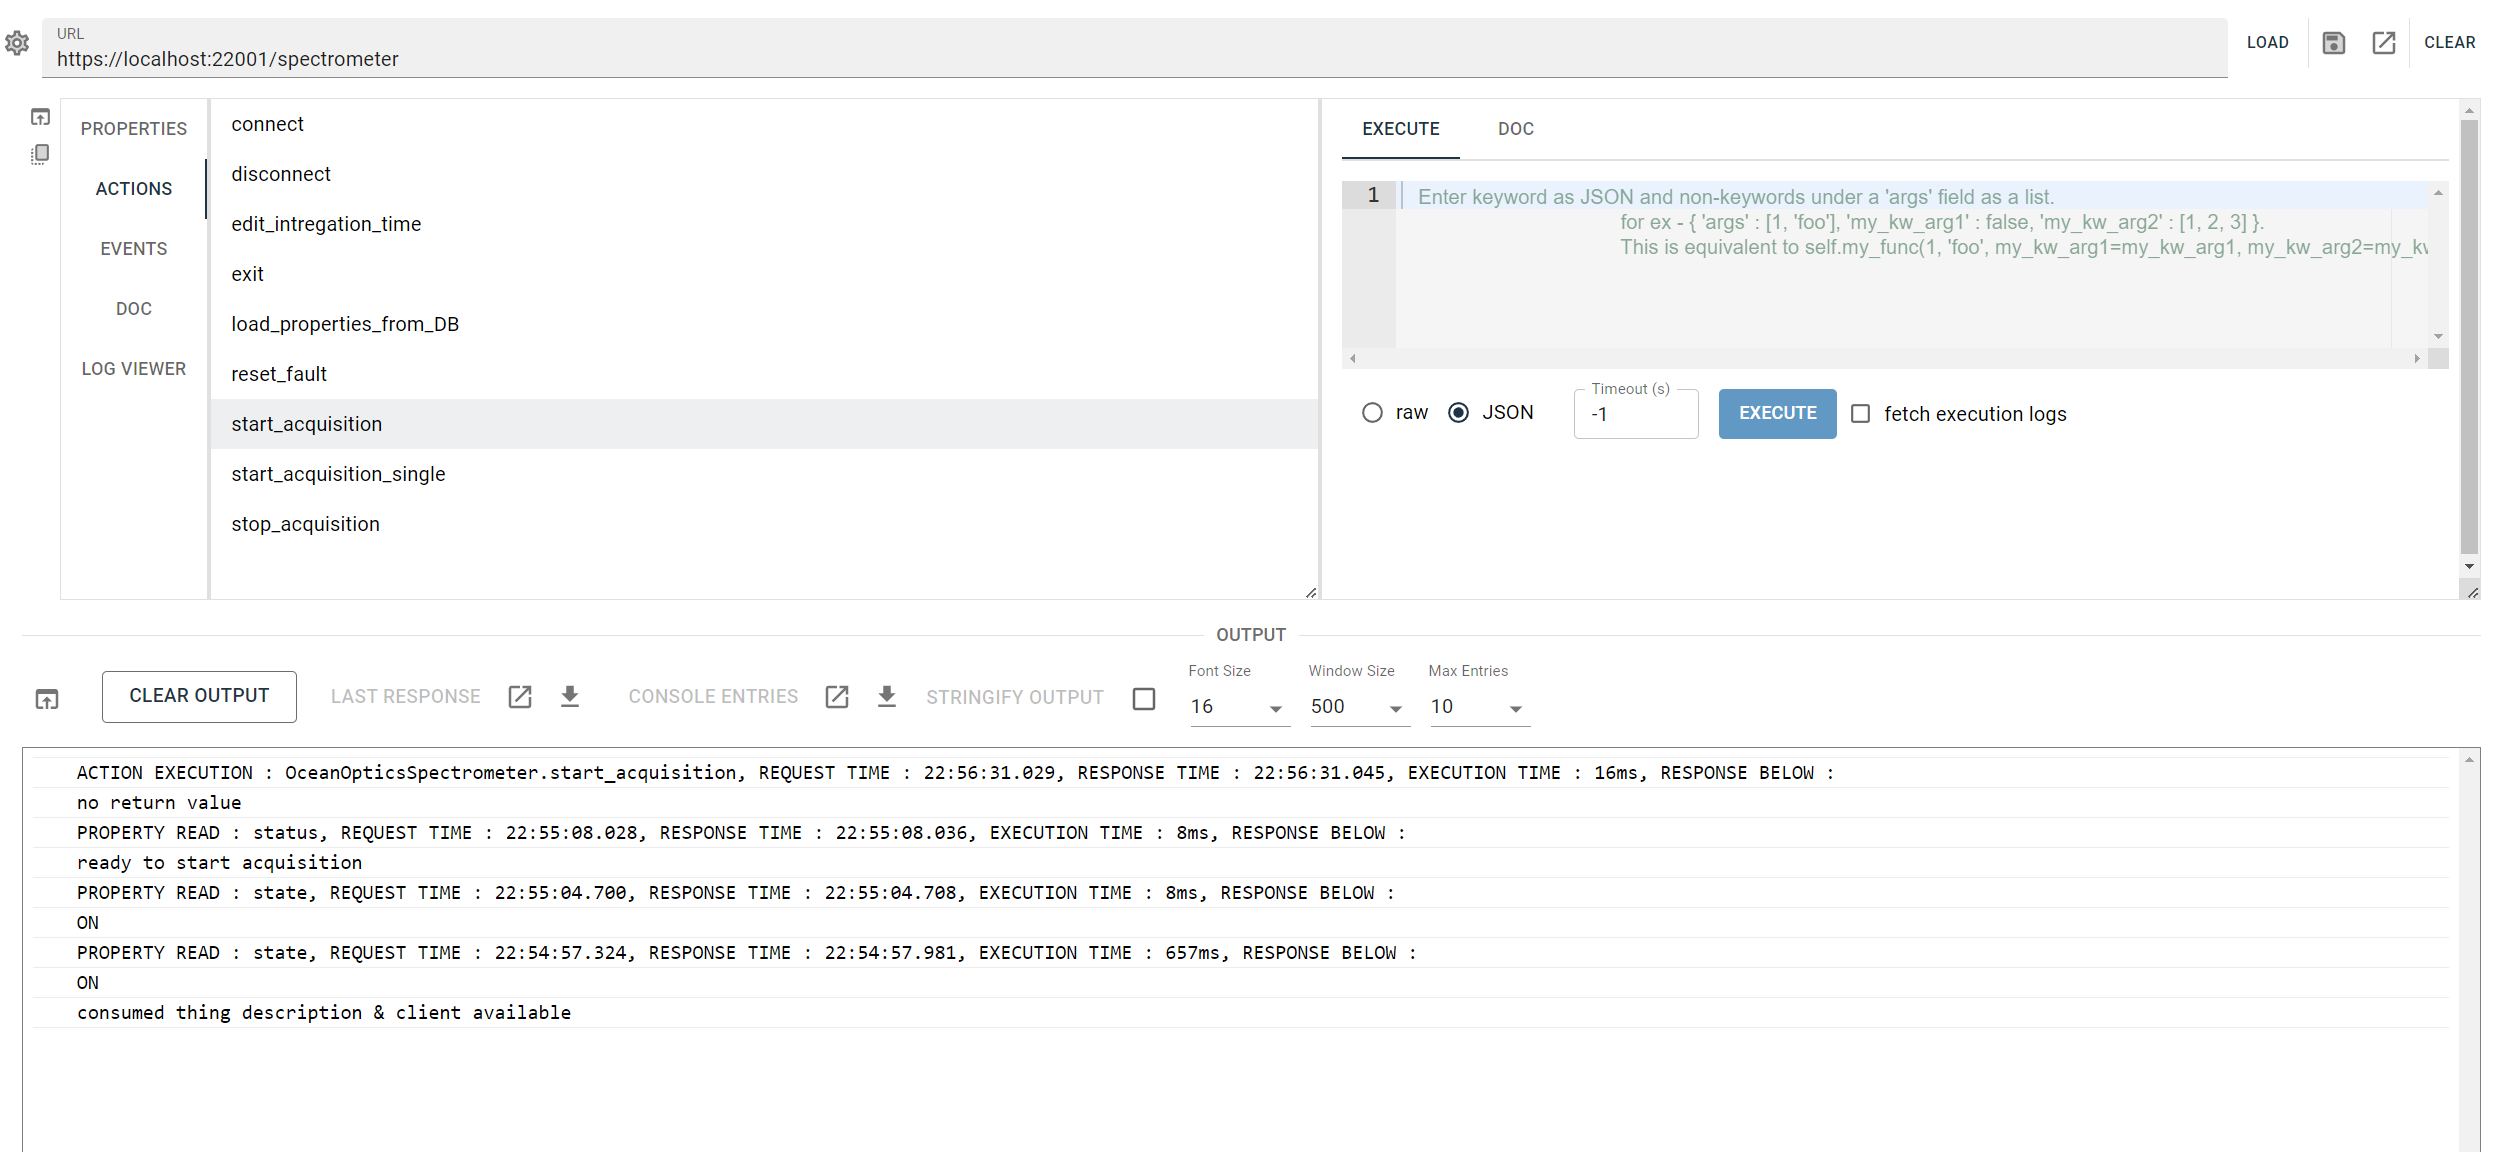 URL
https://localhost:22001/spectrometer
LOAD
CLEAR
PROPERTIES
ACTIONS
EVENTS
DOC
LOG VIEWER
connect
disconnect
edit_intregation_time
exit
load_properties_from_DB
reset_fault
start_acquisition
start_acquisition_single
stop_acquisition
EXECUTE DOC
1 Enter keyword as JSON and non-keywords under a 'args' field as a list.
for ex - { 'args' : [1, 'foo'], 'my_kw_arg1' : false, 'my_kw_arg2' : [1, 2, 3] }.
This is equivalent to self.my_func(1, 'foo', my_kw_arg1=my_kw_arg1, my_kw_arg2=my_kw
raw JSON Timeout (s) -1 EXECUTE fetch execution logs
OUTPUT
CLEAR OUTPUT LAST RESPONSE CONSOLE ENTRIES STRINGIFY OUTPUT
Font Size Window Size Max Entries
16 500 10
ACTION EXECUTION : OceanOpticsSpectrometer.start_acquisition, REQUEST TIME : 22:56:31.029, RESPONSE TIME : 22:56:31.045, EXECUTION TIME : 16ms, RESPONSE BELOW :
no return value
PROPERTY READ : status, REQUEST TIME : 22:55:08.028, RESPONSE TIME : 22:55:08.036, EXECUTION TIME : 8ms, RESPONSE BELOW :
ready to start acquisition
PROPERTY READ : state, REQUEST TIME : 22:55:04.700, RESPONSE TIME : 22:55:04.708, EXECUTION TIME : 8ms, RESPONSE BELOW :
ON
PROPERTY READ : state, REQUEST TIME : 22:54:57.324, RESPONSE TIME : 22:54:57.981, EXECUTION TIME : 657ms, RESPONSE BELOW :
ON
consumed thing description & client available